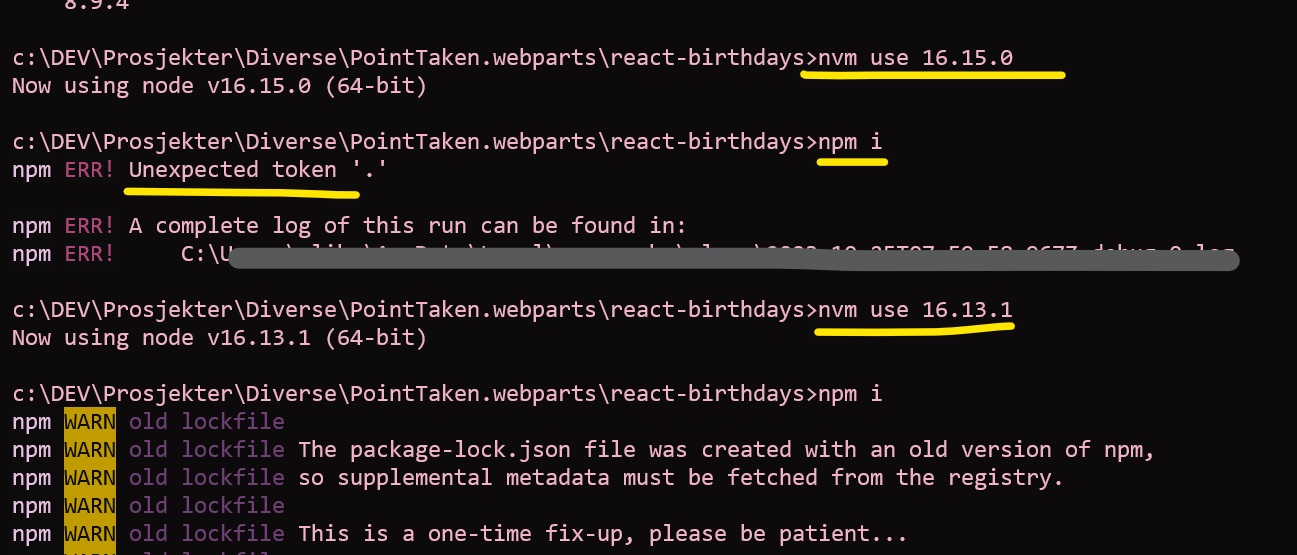 8.9.4
c:\DEV\Prosjekter\Diverse\PointTaken.webparts\react-birthdays>nvm use 16.15.0
Now using node v16.15.0 (64-bit)
c:\DEV\Prosjekter\Diverse\PointTaken.webparts\react-birthdays>npm i
npm ERR! Unexpected token '.'
npm ERR! A complete log of this run can be found in:
npm ERR!     C:\U
c:\DEV\Prosjekter\Diverse\PointTaken.webparts\react-birthdays>nvm use 16.13.1
Now using node v16.13.1 (64-bit)
c:\DEV\Prosjekter\Diverse\PointTaken.webparts\react-birthdays>npm i
npm WARN old lockfile
npm WARN old lockfile The package-lock.json file was created with an old version of npm,
npm WARN old lockfile so supplemental metadata must be fetched from the registry.
npm WARN old lockfile
npm WARN old lockfile This is a one-time fix-up, please be patient...
npm WARN old lockfile